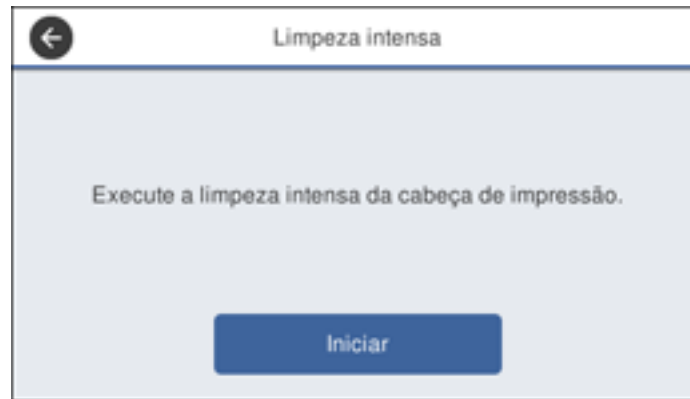 Limpeza intensa
Execute a limpeza intensa da cabeça de impressão.
Iniciar